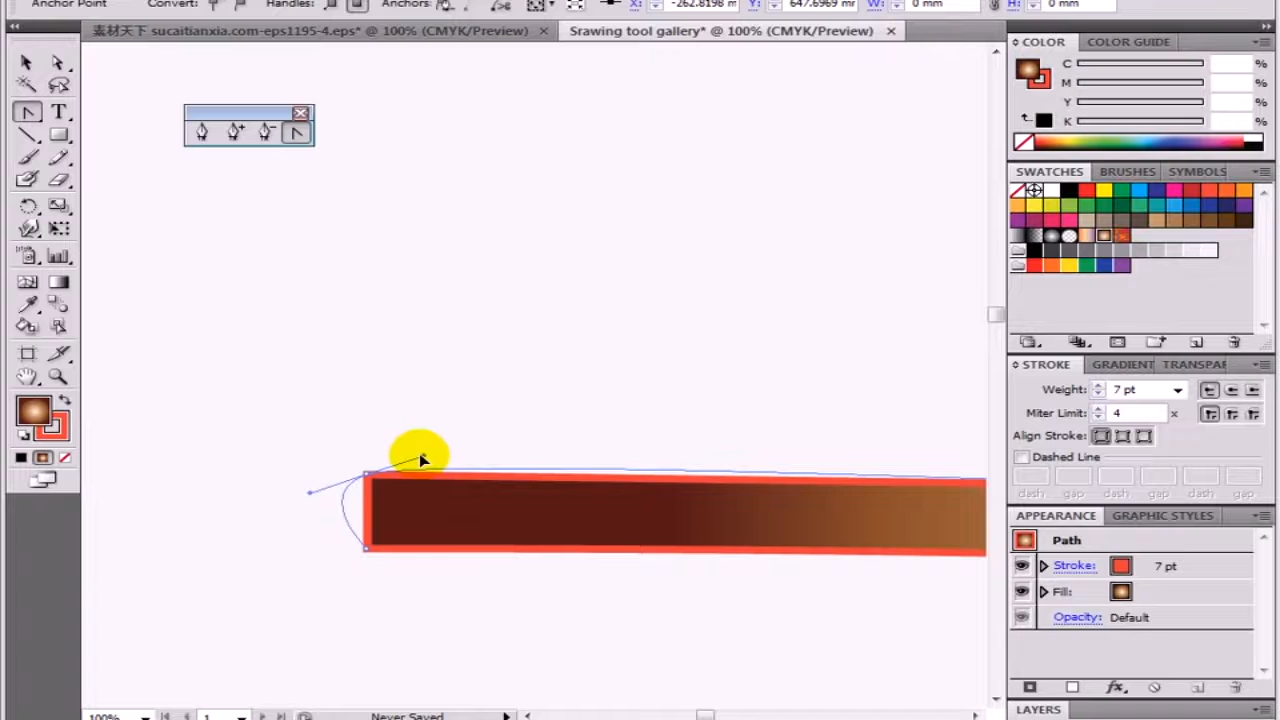 Anchor Point Convert: Handles: Anchors: X: -262.8198 m Y: 647.6969 mr W: 0 mm H: 0 mm
素材天下 sucaitianxia.com-eps1195-4.eps* @ 100% (CMYK/Preview) × Srawing tool gallery* @ 100% (CMYK/Preview) ×
COLOR COLOR GUIDE
C %
M %
Y %
K %
T
SWATCHES BRUSHES SYMBOLS
STROKE GRADIENT TRANSPAR
Weight: 7 pt
Miter Limit: 4 x
Align Stroke:
Dashed Line
dash gap dash gap dash gap
APPEARANCE GRAPHIC STYLES
Path
Stroke: 7 pt
Fill:
Opacity: Default
fx
LAYERS
100% 1 Never Saved